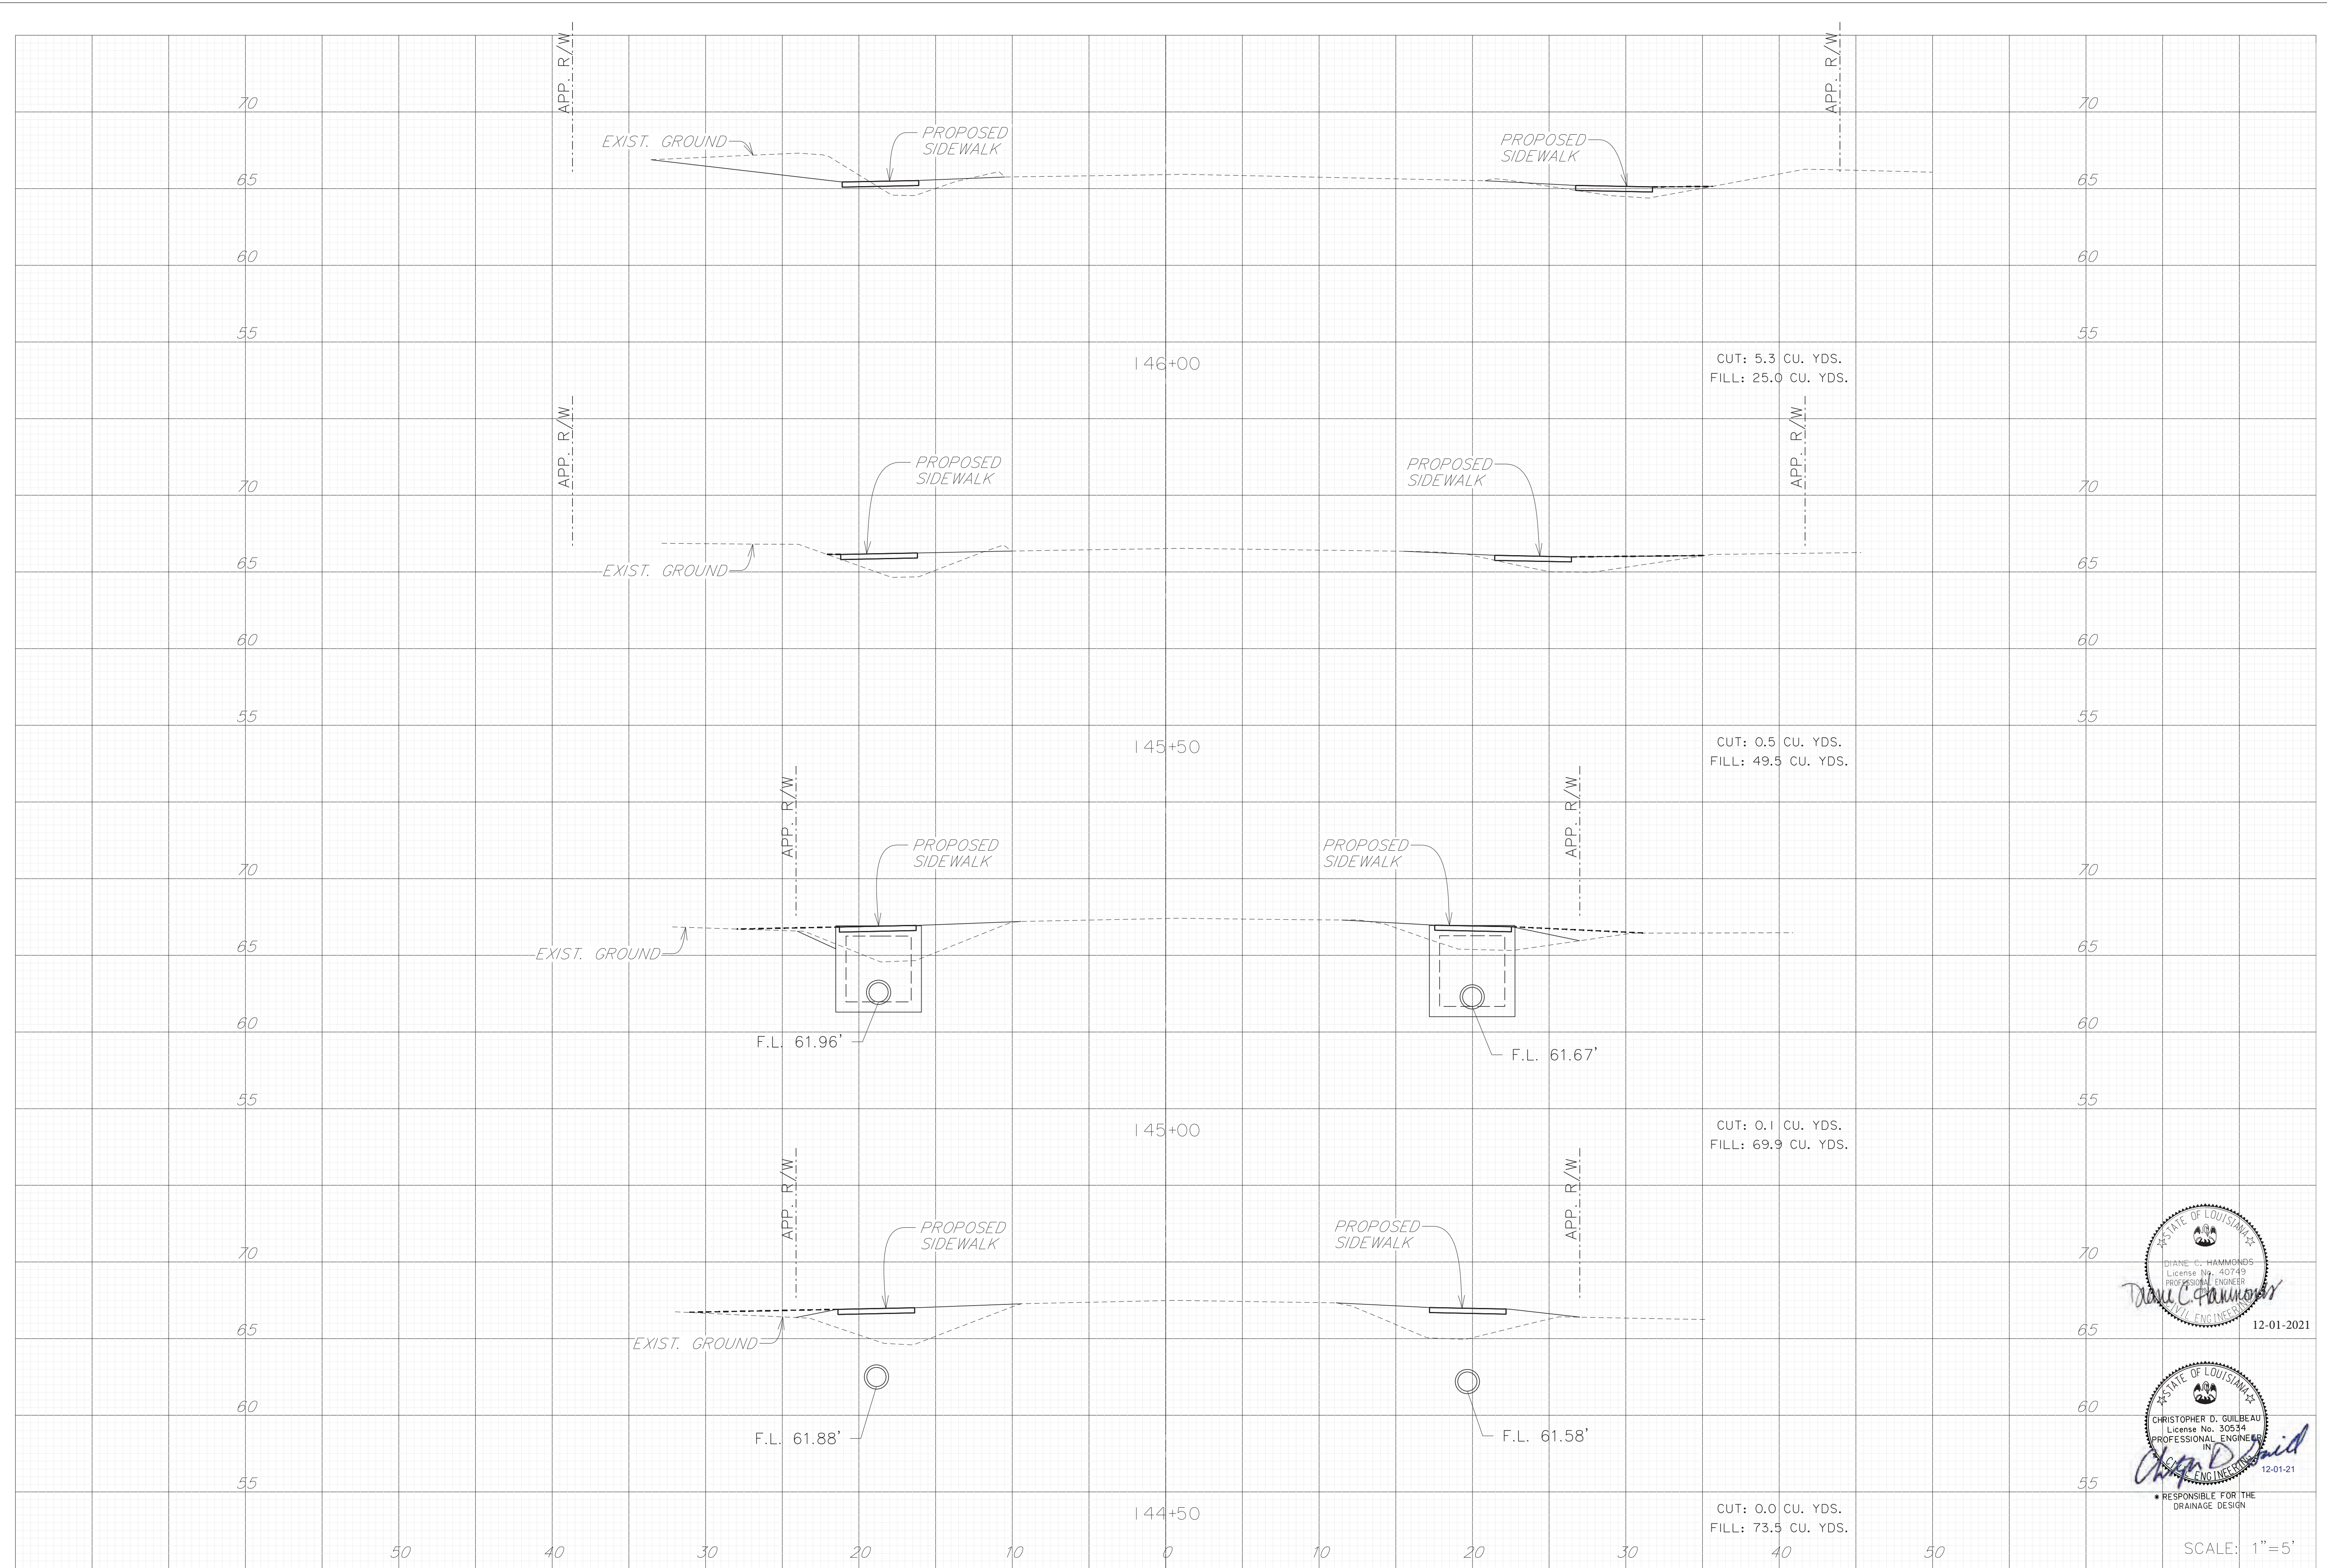 APP. R/W
APP. R/W
70
70
EXIST. GROUND
PROPOSED
SIDEWALK
PROPOSED
SIDEWALK
65
65
60
60
55
55
146+00
CUT: 5.3 CU. YDS.
FILL: 25.0 CU. YDS.
APP. R/W
APP. R/W
PROPOSED
SIDEWALK
PROPOSED
SIDEWALK
70
70
65
65
EXIST. GROUND
60
60
55
55
145+50
CUT: 0.5 CU. YDS.
FILL: 49.5 CU. YDS.
APP. R/W
APP. R/W
PROPOSED
SIDEWALK
PROPOSED
SIDEWALK
70
70
65
65
EXIST. GROUND
60
60
F.L. 61.96'
F.L. 61.67'
55
55
145+00
CUT: 0.1 CU. YDS.
FILL: 69.9 CU. YDS.
APP. R/W
APP. R/W
PROPOSED
SIDEWALK
PROPOSED
SIDEWALK
70
70
65
65
EXIST. GROUND
60
60
F.L. 61.88'
F.L. 61.58'
55
55
144+50
CUT: 0.0 CU. YDS.
FILL: 73.5 CU. YDS.
50 40 30 20 10 0 10 20 30 40 50
STATE OF LOUISIANA
DIANE C. HAMMONDS
License No. 40749
PROFESSIONAL ENGINEER
CIVIL ENGINEERING
Diane C. Hammonds
12-01-2021
STATE OF LOUISIANA
CHRISTOPHER D. GUILBEAU
License No. 30534
PROFESSIONAL ENGINEER
IN
CIVIL ENGINEERING
12-01-21
* RESPONSIBLE FOR THE
DRAINAGE DESIGN
SCALE: 1"=5'